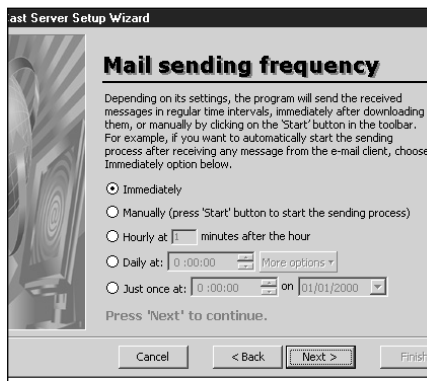 ast Server Setup Wizard
Mail sending frequency
Depending on its settings, the program will send the received
messages in regular time intervals, immediately after downloading
them, or manually by clicking on the 'Start' button in the toolbar.
For example, if you want to automatically start the sending
process after receiving any message from the e-mail client, choose
Immediately option below.
Immediately
Manually (press 'Start' button to start the sending process)
Hourly at 1 minutes after the hour
Daily at: 0 :00:00 More options
Just once at: 0 :00:00 on 01/01/2000
Press 'Next' to continue.
Cancel < Back Next > Finish